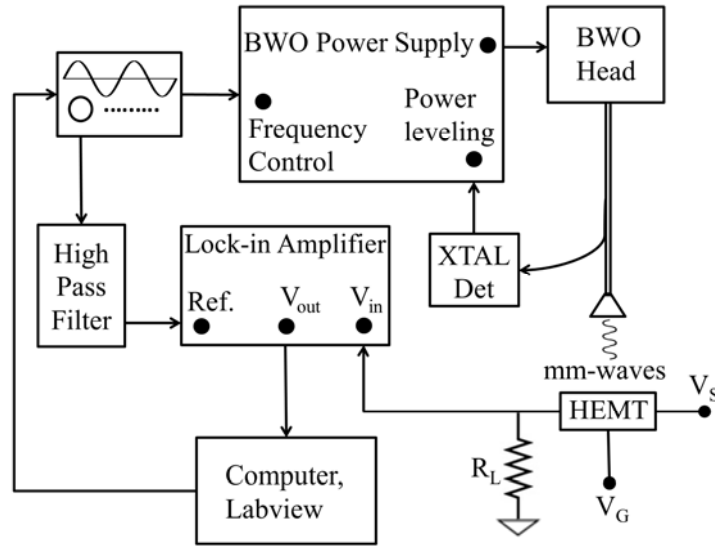 BWO Power Supply
Frequency
Control
Power
leveling
BWO
Head
High
Pass
Filter
Lock-in Amplifier
Ref.
Vout
Vin
XTAL
Det
mm-waves
HEMT
VS
RL
VG
Computer,
Labview